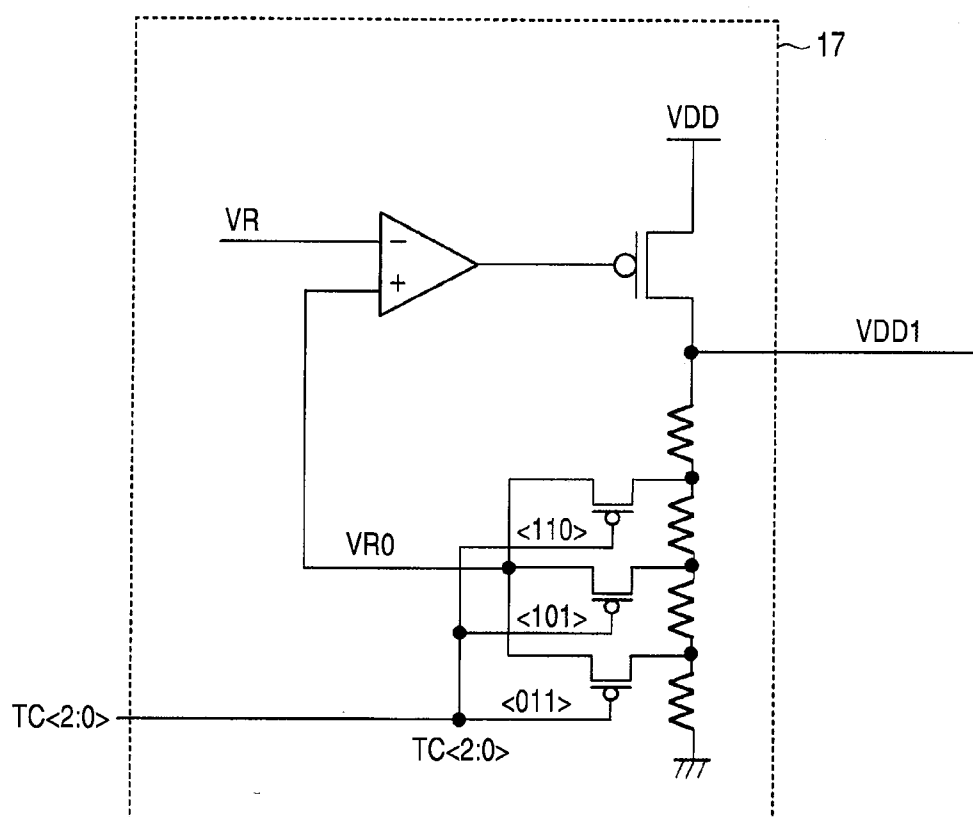 17
VDD
VR
−
+
VDD1
<110>
VR0
<101>
<011>
TC<2:0>
TC<2:0>